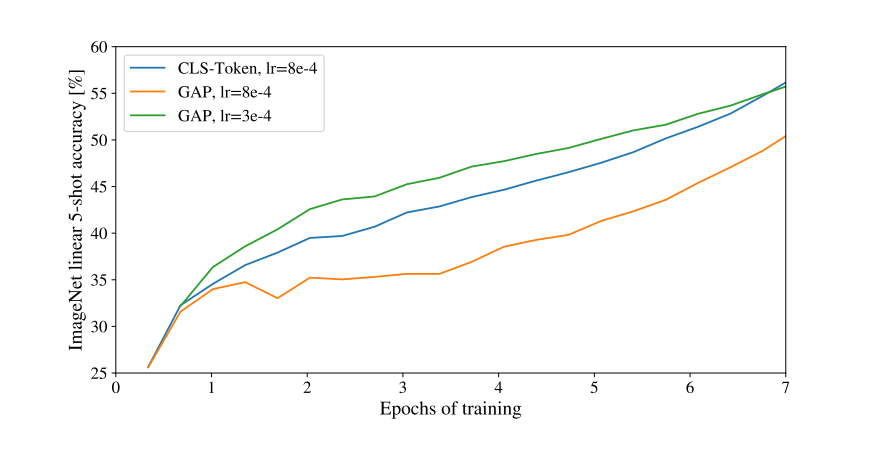 ImageNet linear 5-shot accuracy [%]
60
55
50
45
40
35
30
25
CLS-Token, lr=8e-4
GAP, lr=8e-4
GAP, lr=3e-4
0 1 2 3 4 5 6 7
Epochs of training